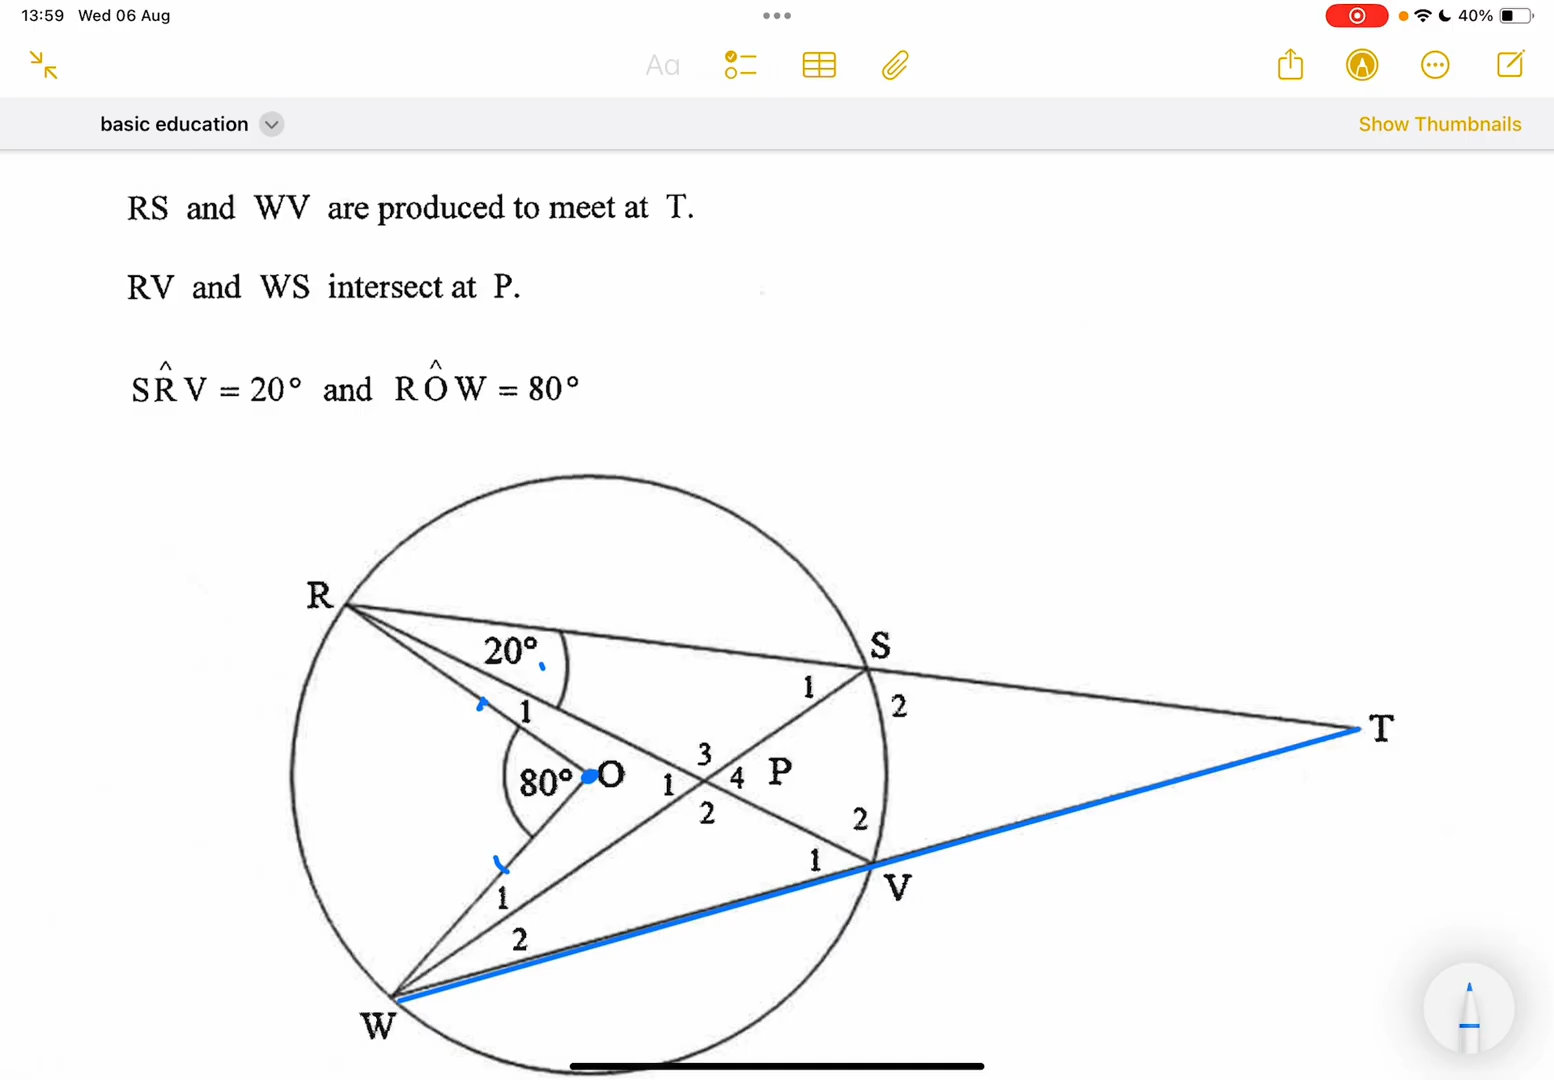 13:59 Wed 06 Aug
40%
Aa
basic education
Show Thumbnails
RS and WV are produced to meet at T.
RV and WS intersect at P.
SR̂V = 20° and RÔW = 80°
R
20°
S
1
2
1
T
3
80°
O
1
4
P
2
2
1
V
1
2
W